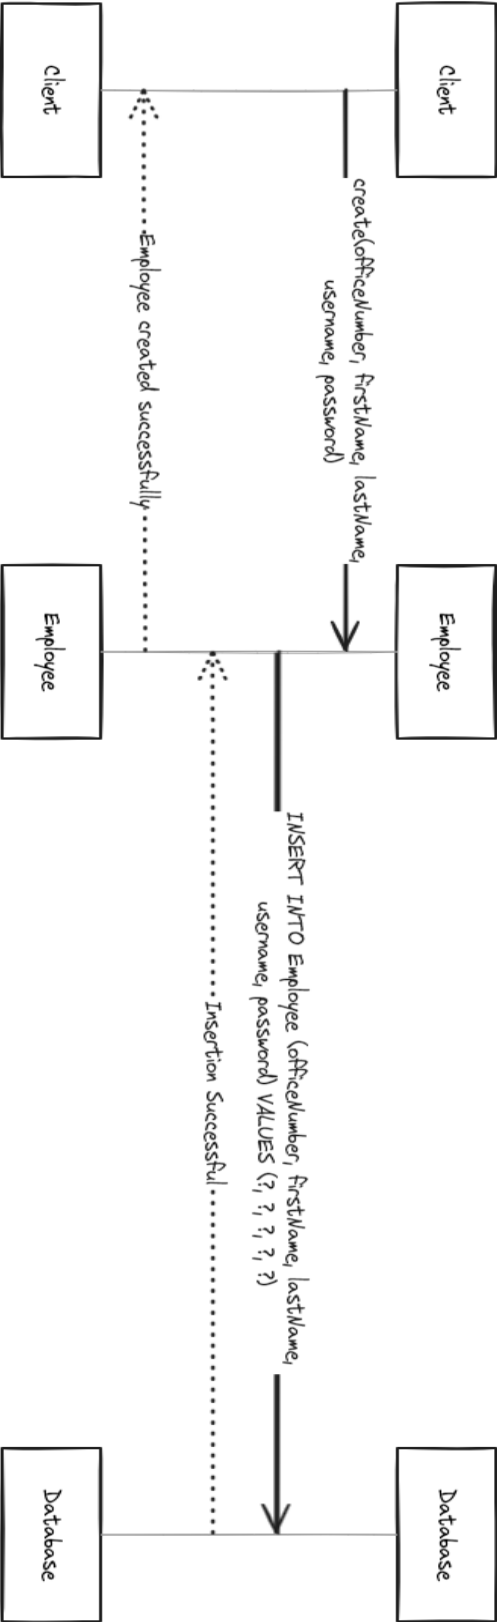 Client
Employee
Database
create(officeNumber, firstName, lastName,
username, password)
INSERT INTO Employee (officeNumber, firstName, lastName,
username, password) VALUES (?, ?, ?, ?, ?)
Insertion Successful
Employee created successfully
Client
Employee
Database